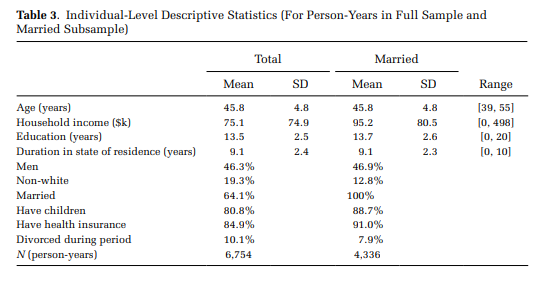 Table 3. Individual-Level Descriptive Statistics (For Person-Years in Full Sample and
Married Subsample)
Total Married
Mean SD Mean SD Range
Age (years) 45.8 4.8 45.8 4.8 [39, 55]
Household income ($k) 75.1 74.9 95.2 80.5 [0, 498]
Education (years) 13.5 2.5 13.7 2.6 [0, 20]
Duration in state of residence (years) 9.1 2.4 9.1 2.3 [0, 10]
Men 46.3% 46.9%
Non-white 19.3% 12.8%
Married 64.1% 100%
Have children 80.8% 88.7%
Have health insurance 84.9% 91.0%
Divorced during period 10.1% 7.9%
N (person-years) 6,754 4,336